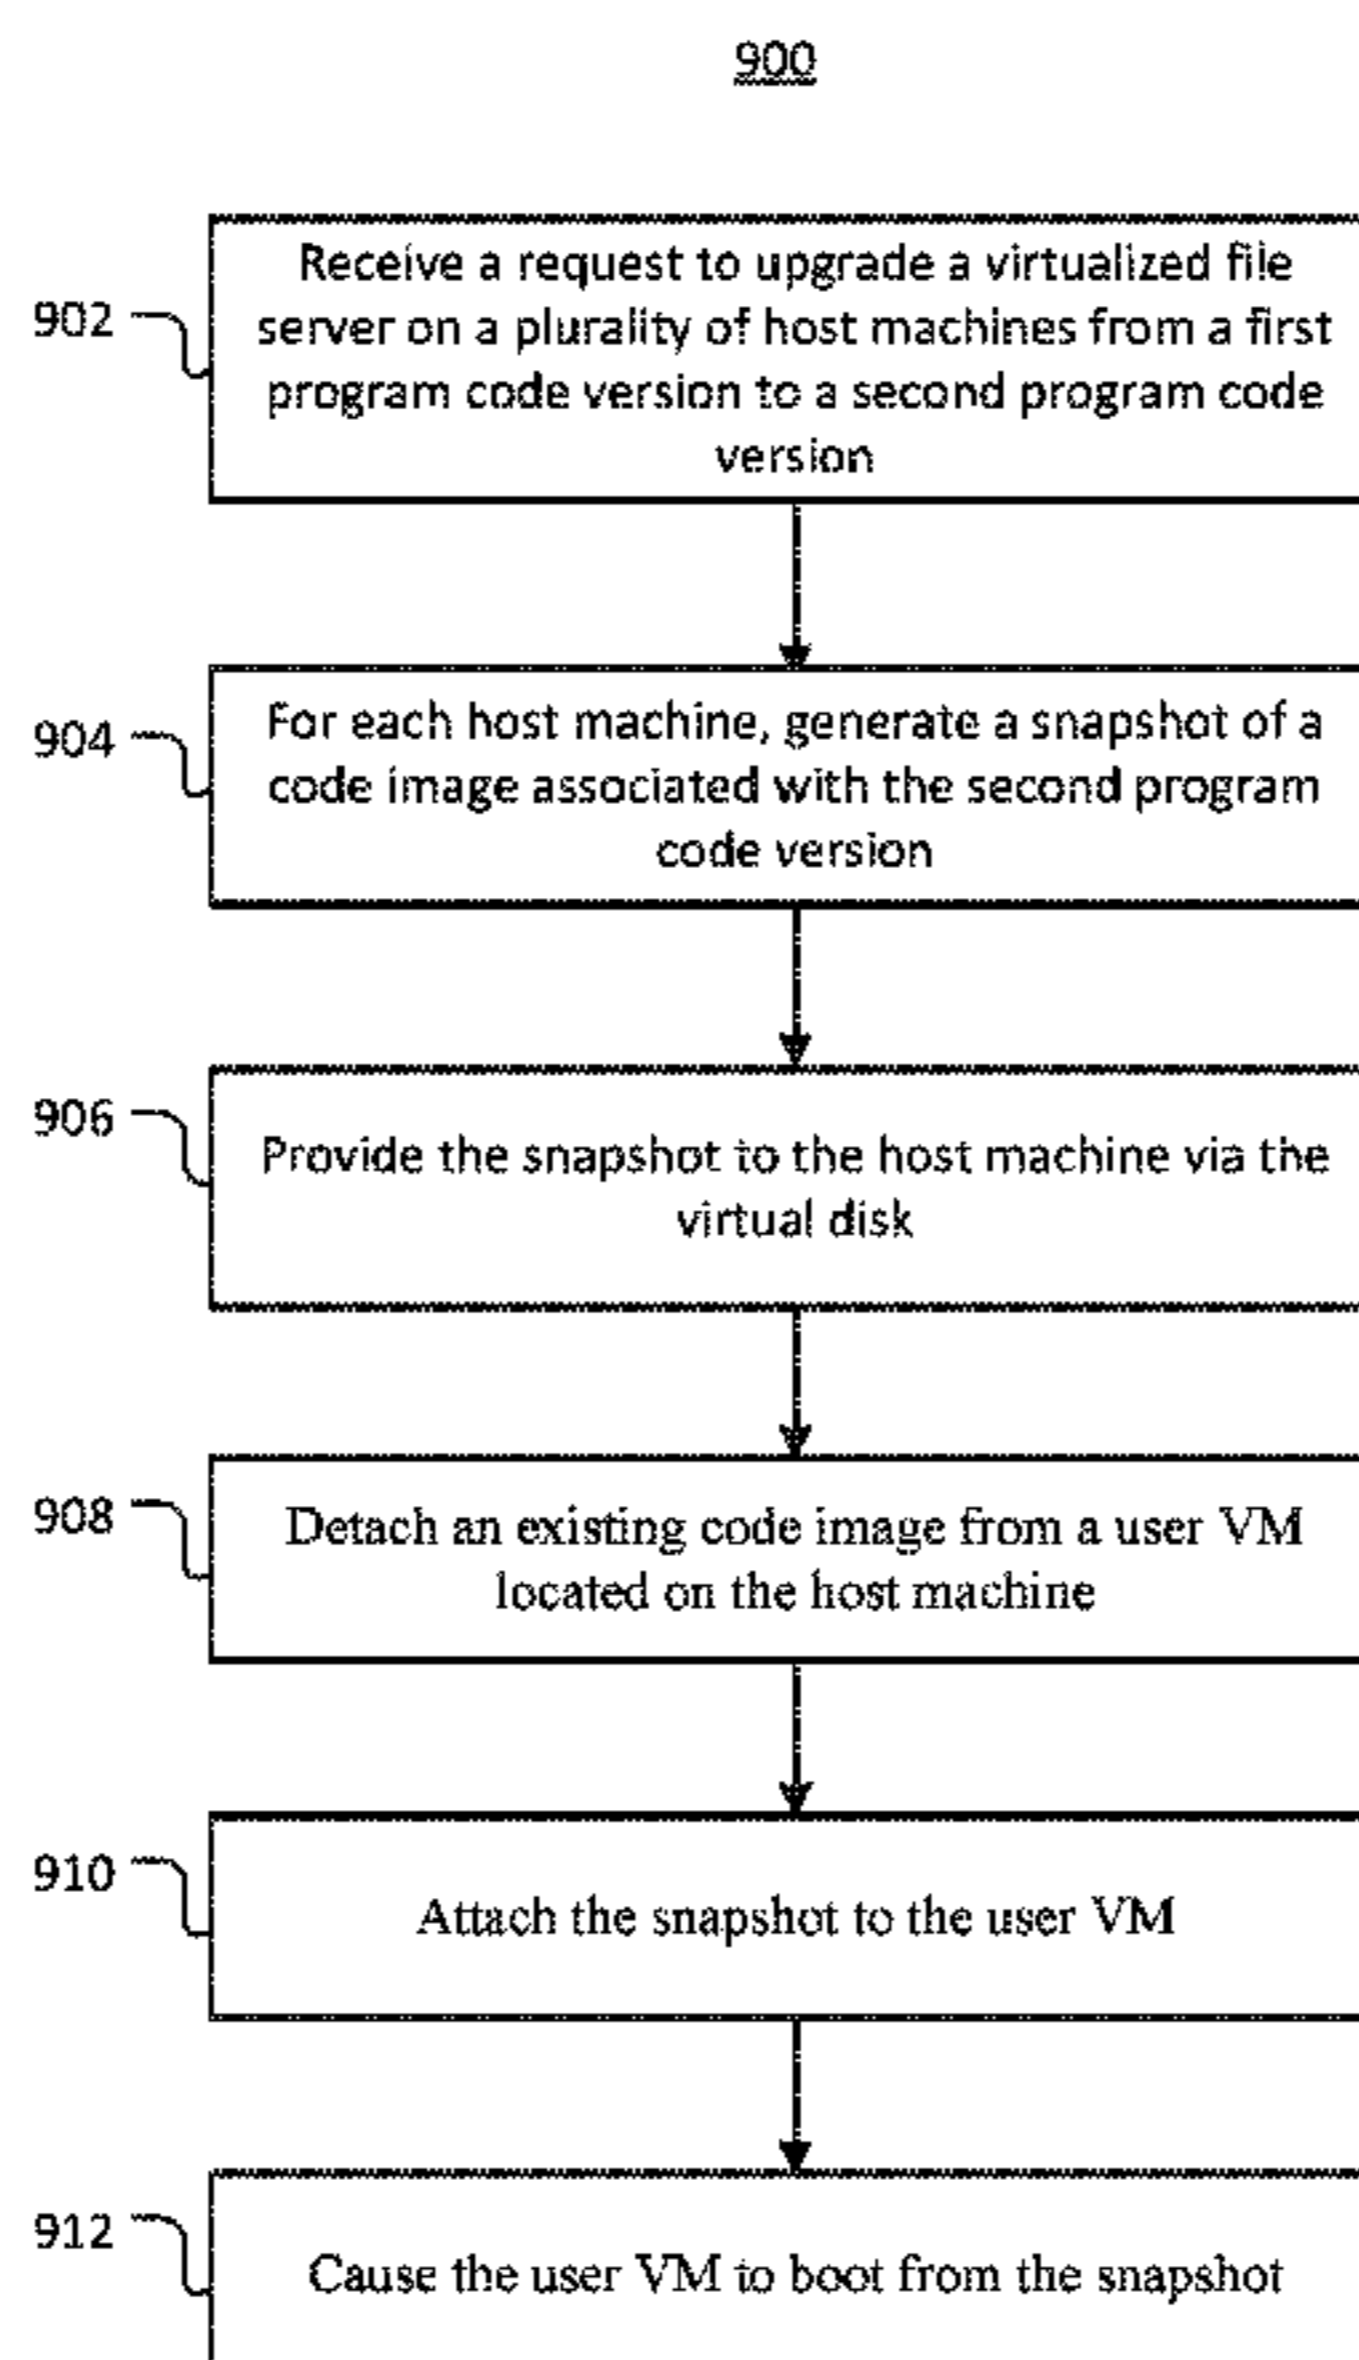 900
902
Receive a request to upgrade a virtualized file
server on a plurality of host machines from a first
program code version to a second program code
version
904
For each host machine, generate a snapshot of a
code image associated with the second program
code version
906
Provide the snapshot to the host machine via the
virtual disk
908
Detach an existing code image from a user VM
located on the host machine
910
Attach the snapshot to the user VM
912
Cause the user VM to boot from the snapshot